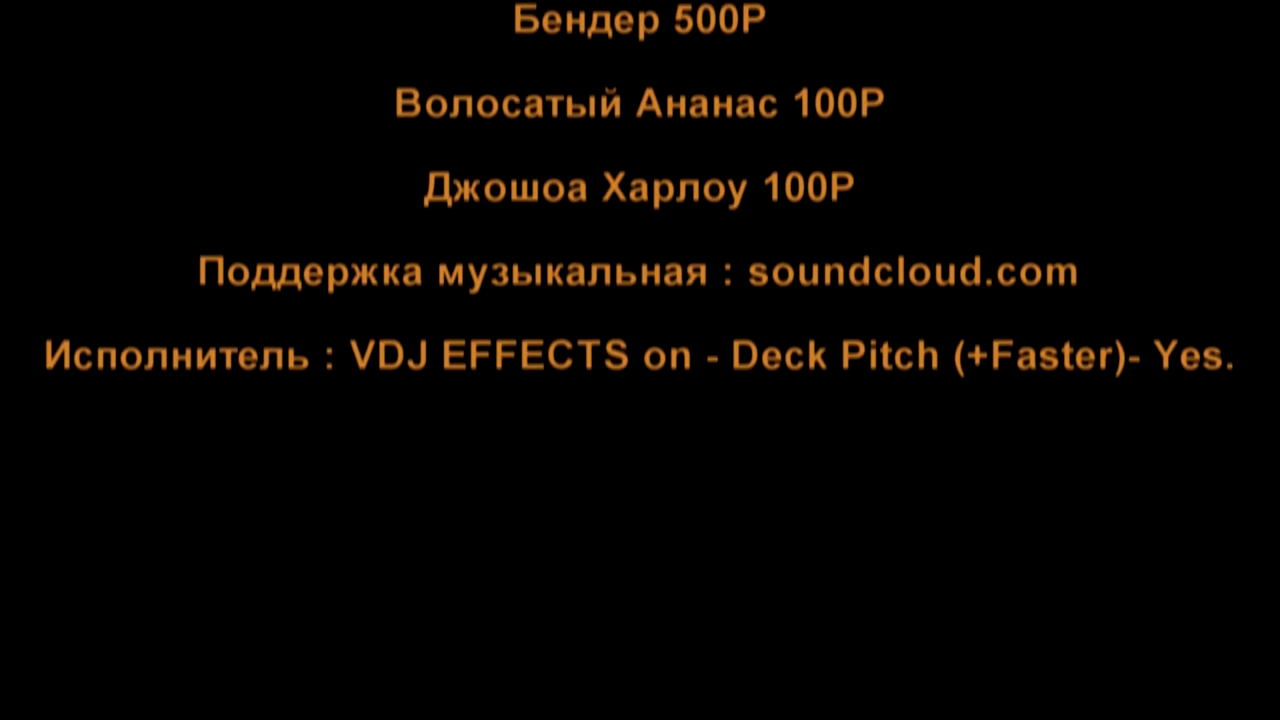 Бендер 500Р
Волосатый Ананас 100Р
Джошоа Харлоу 100Р
Поддержка музыкальная : soundcloud.com
Исполнитель : VDJ EFFECTS on - Deck Pitch (+Faster)- Yes.